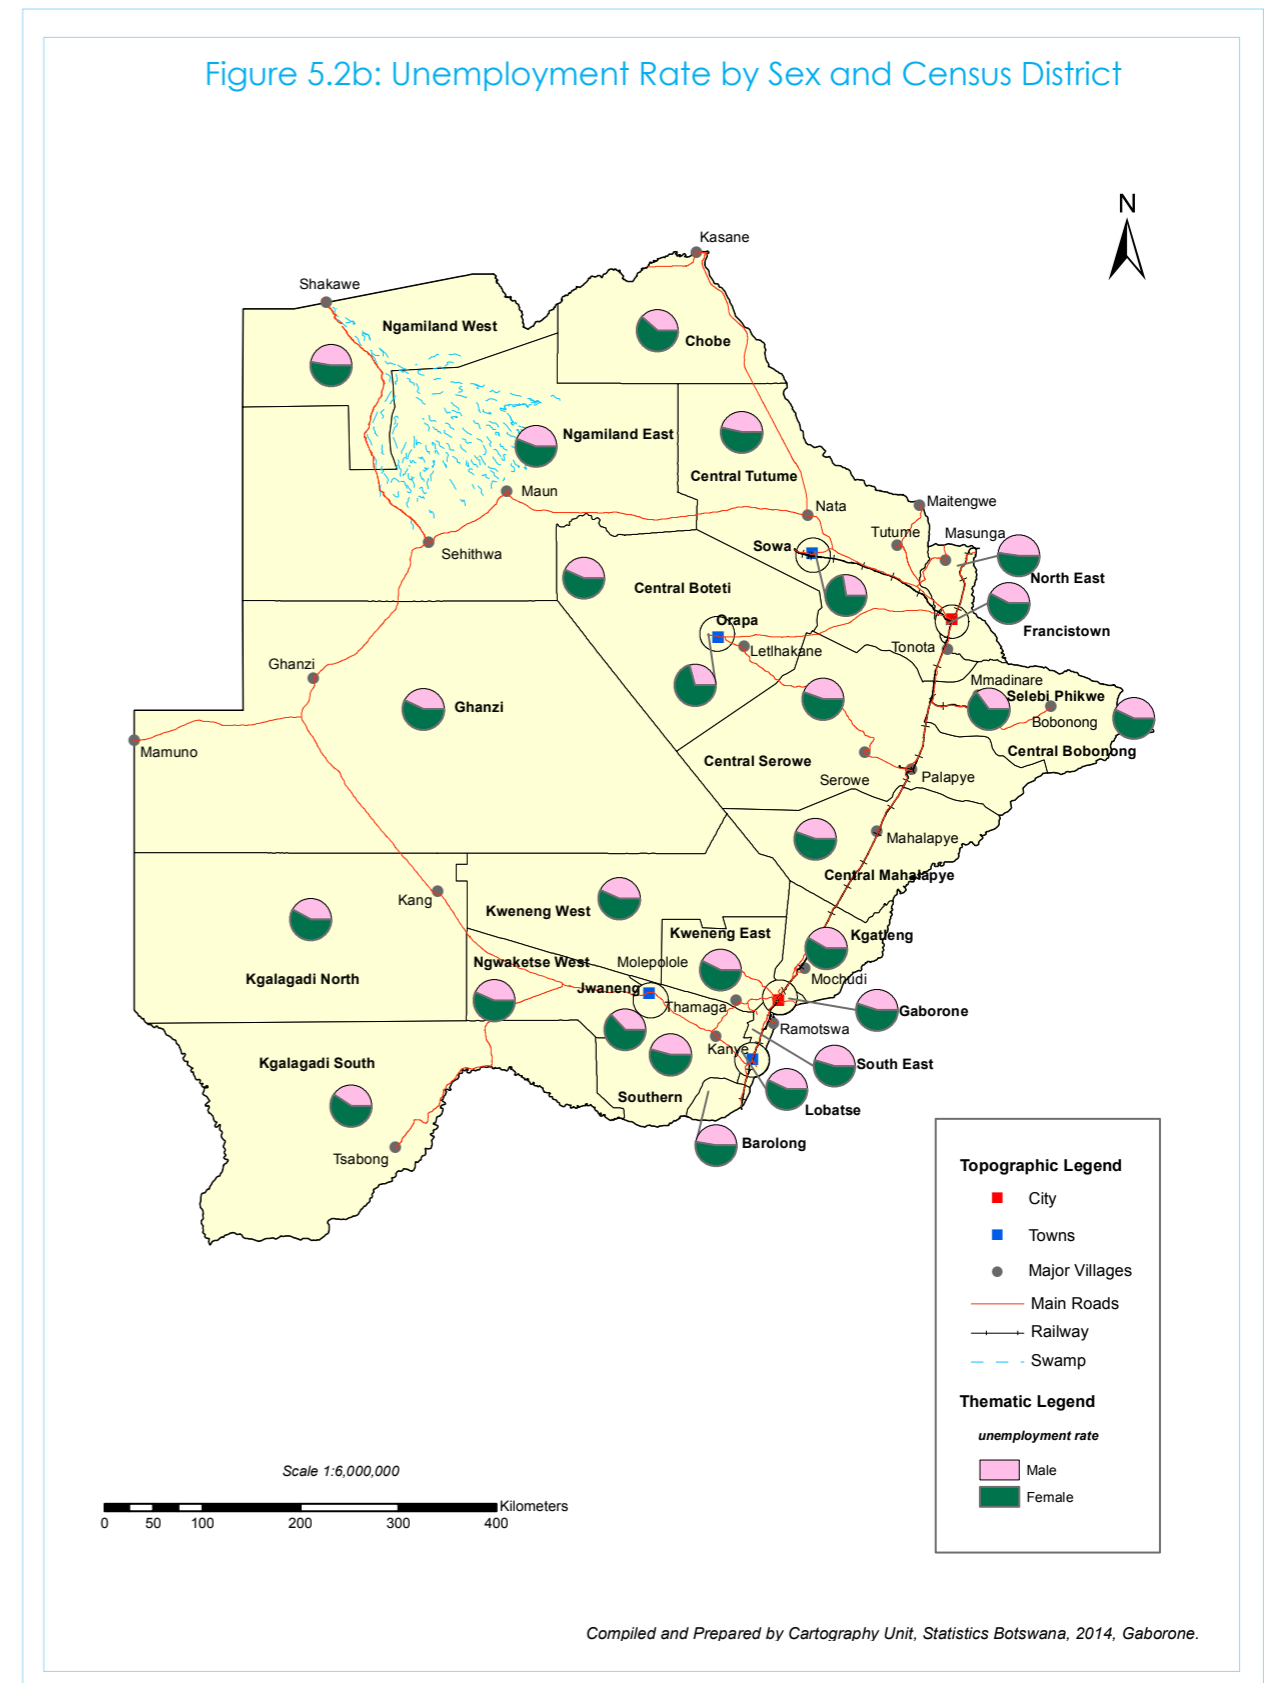 Figure 5.2b: Unemployment Rate by Sex and Census District
N
Kasane
Shakawe
Ngamiland West
Chobe
Ngamiland East
Central Tutume
Maun
Nata
Maitengwe
Tutume
Masunga
Sowa
Sehithwa
North East
Central Boteti
Orapa
Francistown
Letlhakane
Tonota
Ghanzi
Mmadinare
Selebi Phikwe
Ghanzi
Bobonong
Mamuno
Central Bobonong
Central Serowe
Serowe
Palapye
Mahalapye
Central Mahalapye
Kang
Kweneng West
Kweneng East
Kgatleng
Ngwaketse West
Molepolole
Mochudi
Kgalagadi North
Jwaneng
Thamaga
Gaborone
Ramotswa
Kanye
Kgalagadi South
South East
Southern
Lobatse
Barolong
Tsabong
Topographic Legend
City
Towns
Major Villages
Main Roads
Railway
Swamp
Thematic Legend
unemployment rate
Male
Female
Scale 1:6,000,000
Kilometers
0 50 100 200 300 400
Compiled and Prepared by Cartography Unit, Statistics Botswana, 2014, Gaborone.